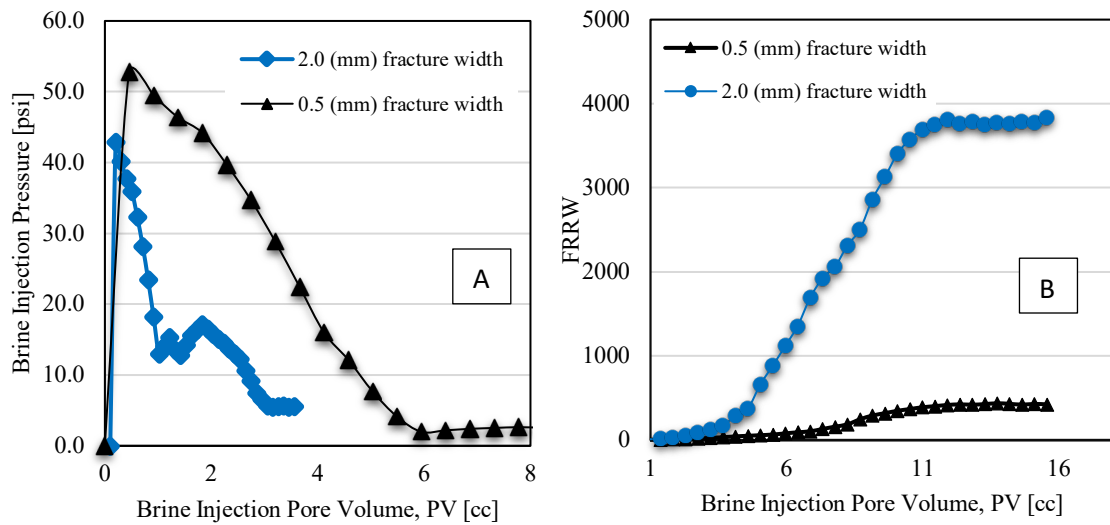 60.0
50.0
40.0
30.0
20.0
10.0
0.0
0
2
4
6
8
Brine Injection Pressure [psi]
Brine Injection Pore Volume, PV [cc]
2.0 (mm) fracture width
0.5 (mm) fracture width
A
5000
4000
3000
2000
1000
0
1
6
11
16
FRRW
Brine Injection Pore Volume, PV [cc]
0.5 (mm) fracture width
2.0 (mm) fracture width
B